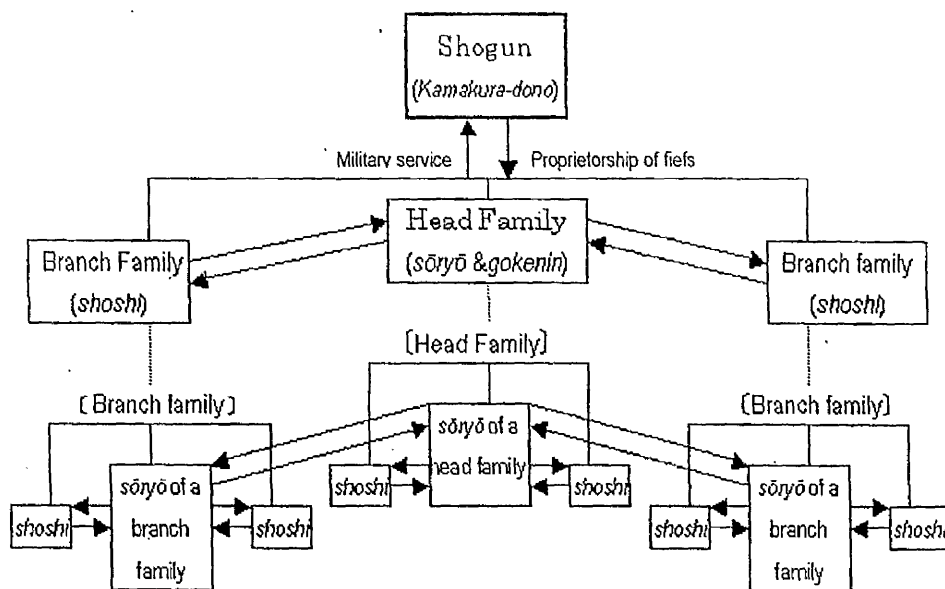 Shogun
(Kamakura-dono)
Military service
Proprietorship of fiefs
Head Family
(sōryō &gokenin)
Branch Family
(shoshi)
Branch family
(shoshi)
[Head Family]
[Branch family]
[Branch family]
sōryō of a
head family
shoshi
shoshi
sōryō of a
branch
family
shoshi
shoshi
sōryō of a
branch
family
shoshi
shoshi